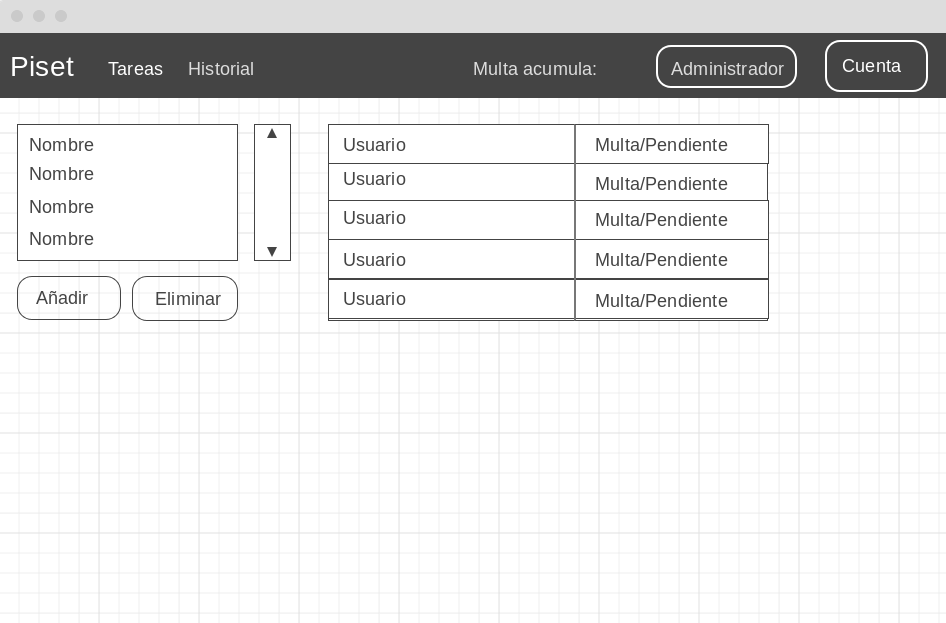 Piset Tareas Historial Multa acumula: Administrador Cuenta
Nombre
Nombre
Nombre
Nombre
Añadir Eliminar
Usuario Multa/Pendiente
Usuario Multa/Pendiente
Usuario Multa/Pendiente
Usuario Multa/Pendiente
Usuario Multa/Pendiente